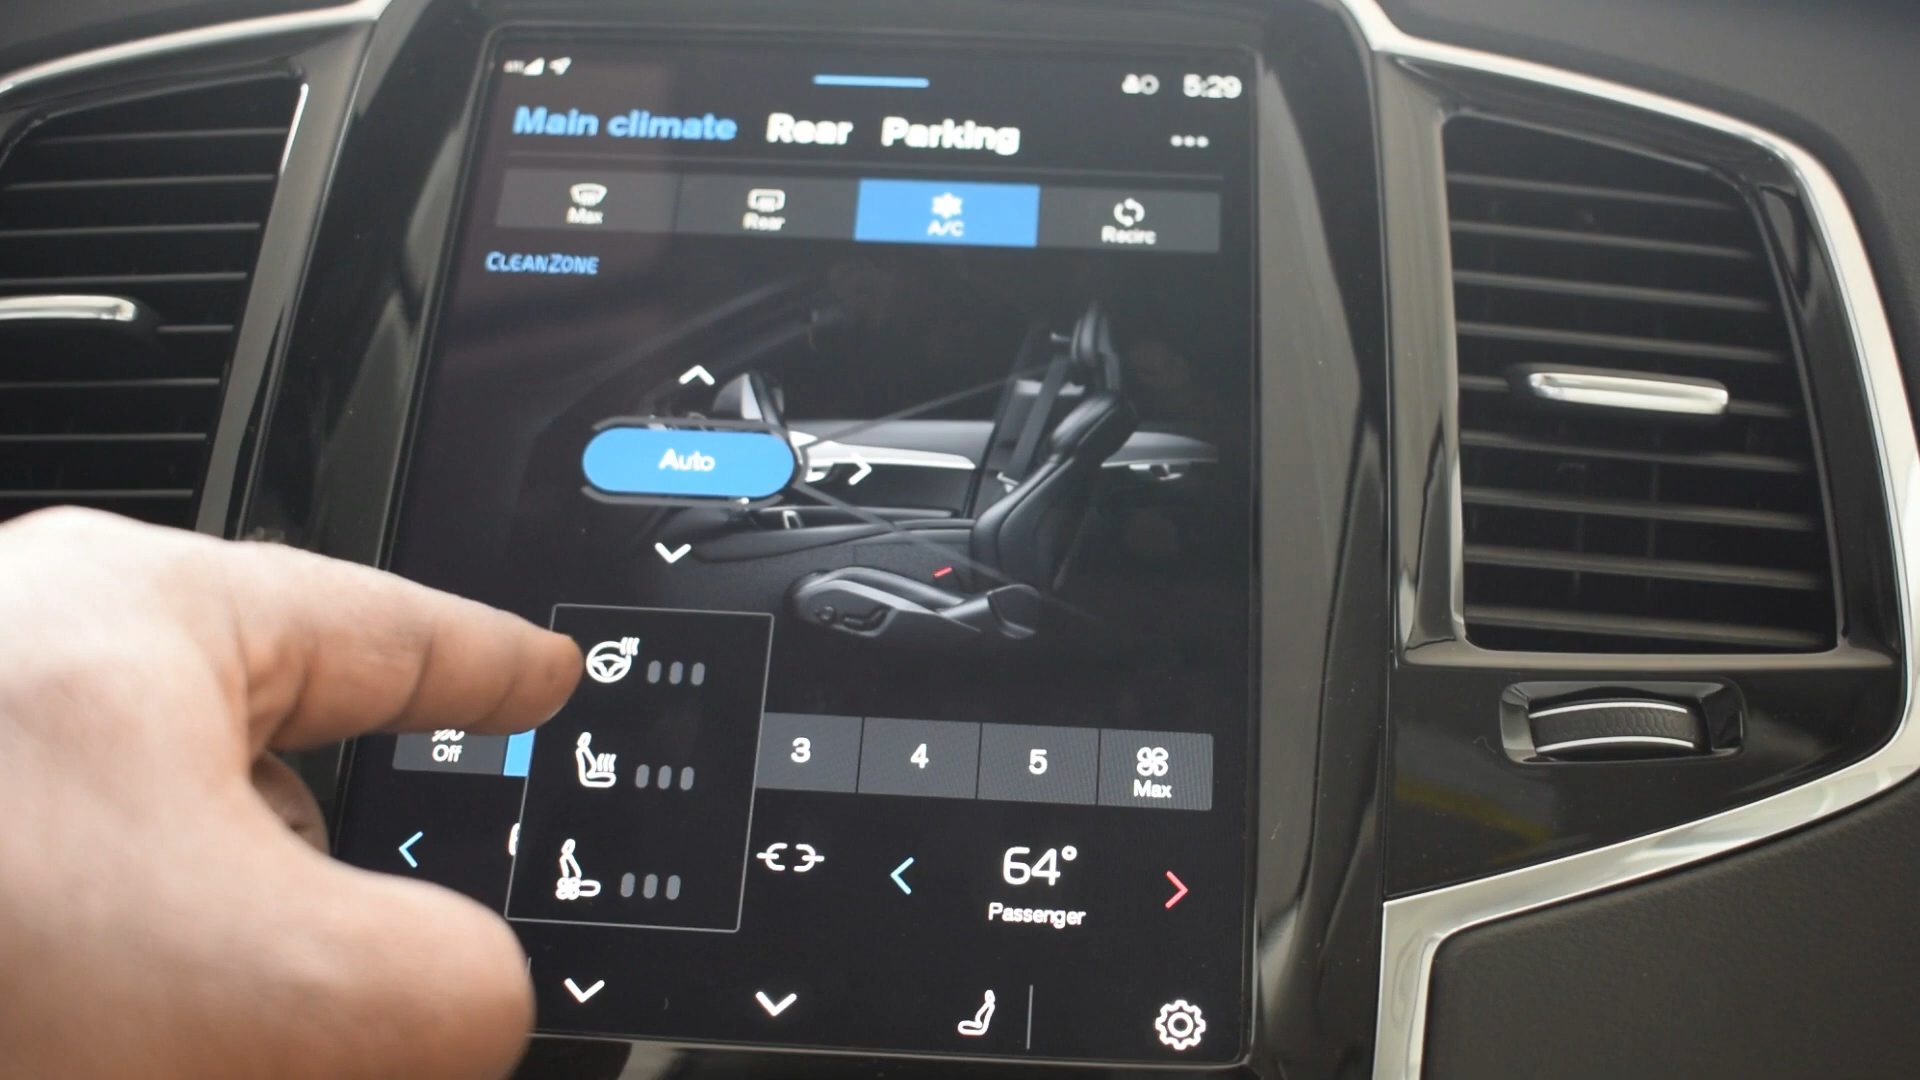 5:29
Main climate Rear Parking
Max Rear A/C Recirc
CLEANZONE
Auto
Off 3 4 5 Max
64°
Passenger